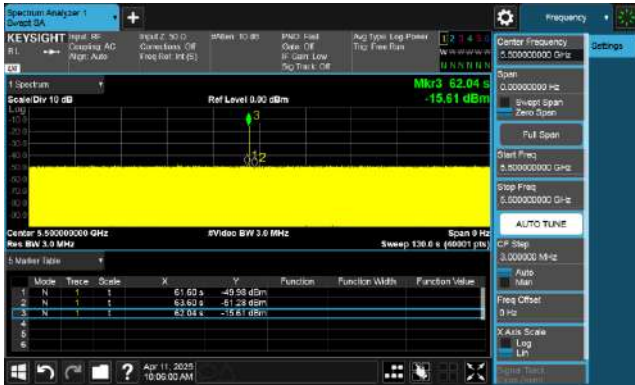 Spectrum Analyzer 1
Swept SA
Frequency
KEYSIGHT
Input: RF
Coupling: AC
Align: Auto
Input Z: 50 Ω
Corrections: Off
Freq Ref: Int (S)
#Atten: 10 dB
PNO: Fast
Gate: Off
IF Gain: Low
Sig Track: Off
Avg Type: Log-Power
Trig: Free Run
1 2 3 4 5 6
W W W W W W
N N N N N N
R L
LXI
1 Spectrum
Scale/Div 10 dB
Ref Level 0.00 dBm
Mkr3 62.04 s
-15.61 dBm
Log
3
2
Center 5.500000000 GHz
Res BW 3.0 MHz
#Video BW 3.0 MHz
Span 0 Hz
Sweep 130.0 s (40001 pts)
5 Marker Table
Mode Trace Scale X Y Function Function Width Function Value
1 N 1 t 61.60 s -49.98 dBm
2 N 1 t 63.60 s -51.28 dBm
3 N 1 t 62.04 s -15.61 dBm
4
5
6
Apr 11, 2025
10:06:00 AM
Center Frequency
5.500000000 GHz
Settings
Span
0.00000000 Hz
Swept Span
Zero Span
Full Span
Start Freq
5.500000000 GHz
Stop Freq
5.500000000 GHz
AUTO TUNE
CF Step
3.000000 MHz
Auto
Man
Freq Offset
0 Hz
X Axis Scale
Log
Lin
Signal Track